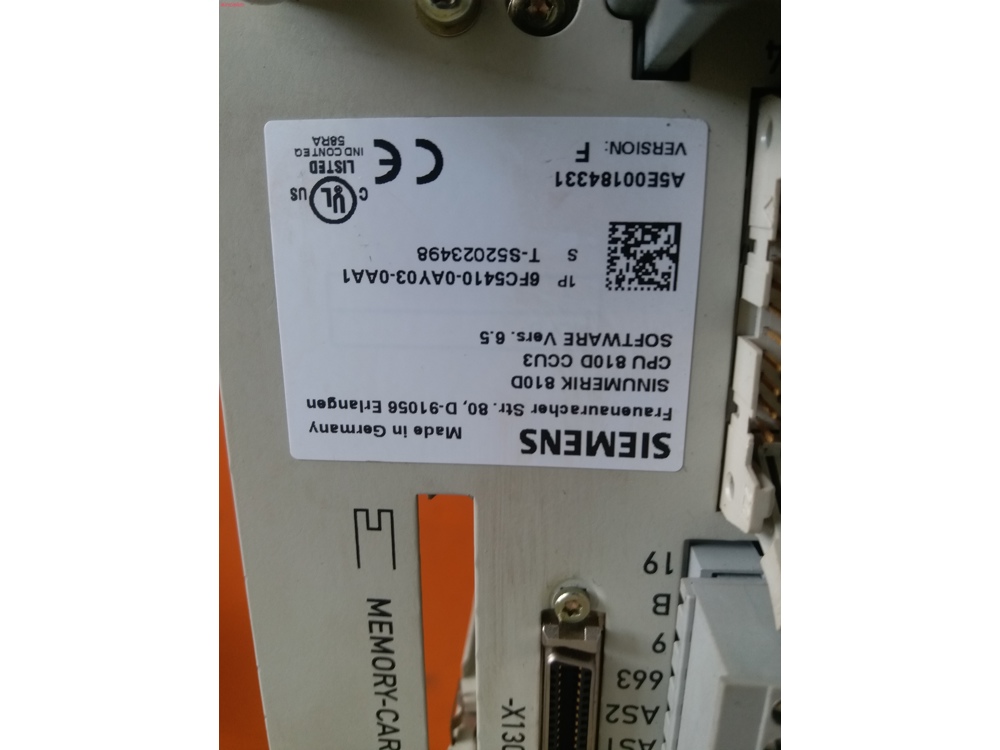 SIEMENS Made in Germany
Frauenauracher Str. 80, D-91056 Erlangen
SINUMERIK 810D
CPU 810D CCU3
SOFTWARE Vers. 6.5
1P 6FC5410-0AY03-0AA1
S T-S52023498
A5E00184331
VERSION: F
CE
C UL US
LISTED
IND CONT EQ
58RA
MEMORY-CAR
-X130
19
B
9
663
AS2
AS1